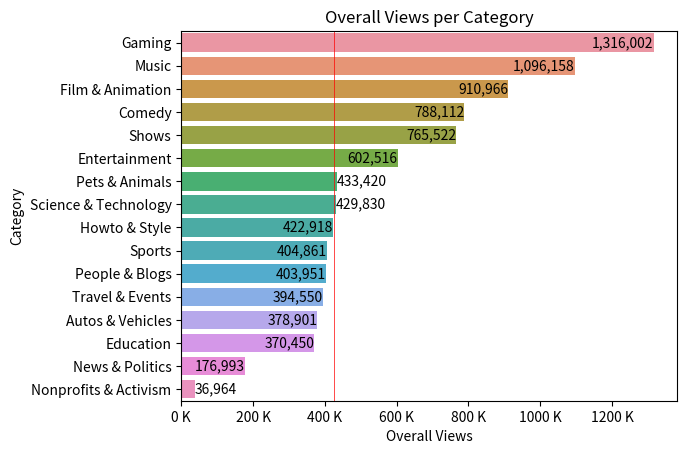 Overall Views per Category
Category
Gaming 1,316,002
Music 1,096,158
Film & Animation 910,966
Comedy 788,112
Shows 765,522
Entertainment 602,516
Pets & Animals 433,420
Science & Technology 429,830
Howto & Style 422,918
Sports 404,861
People & Blogs 403,951
Travel & Events 394,550
Autos & Vehicles 378,901
Education 370,450
News & Politics 176,993
Nonprofits & Activism 36,964
0 K 200 K 400 K 600 K 800 K 1000 K 1200 K
Overall Views